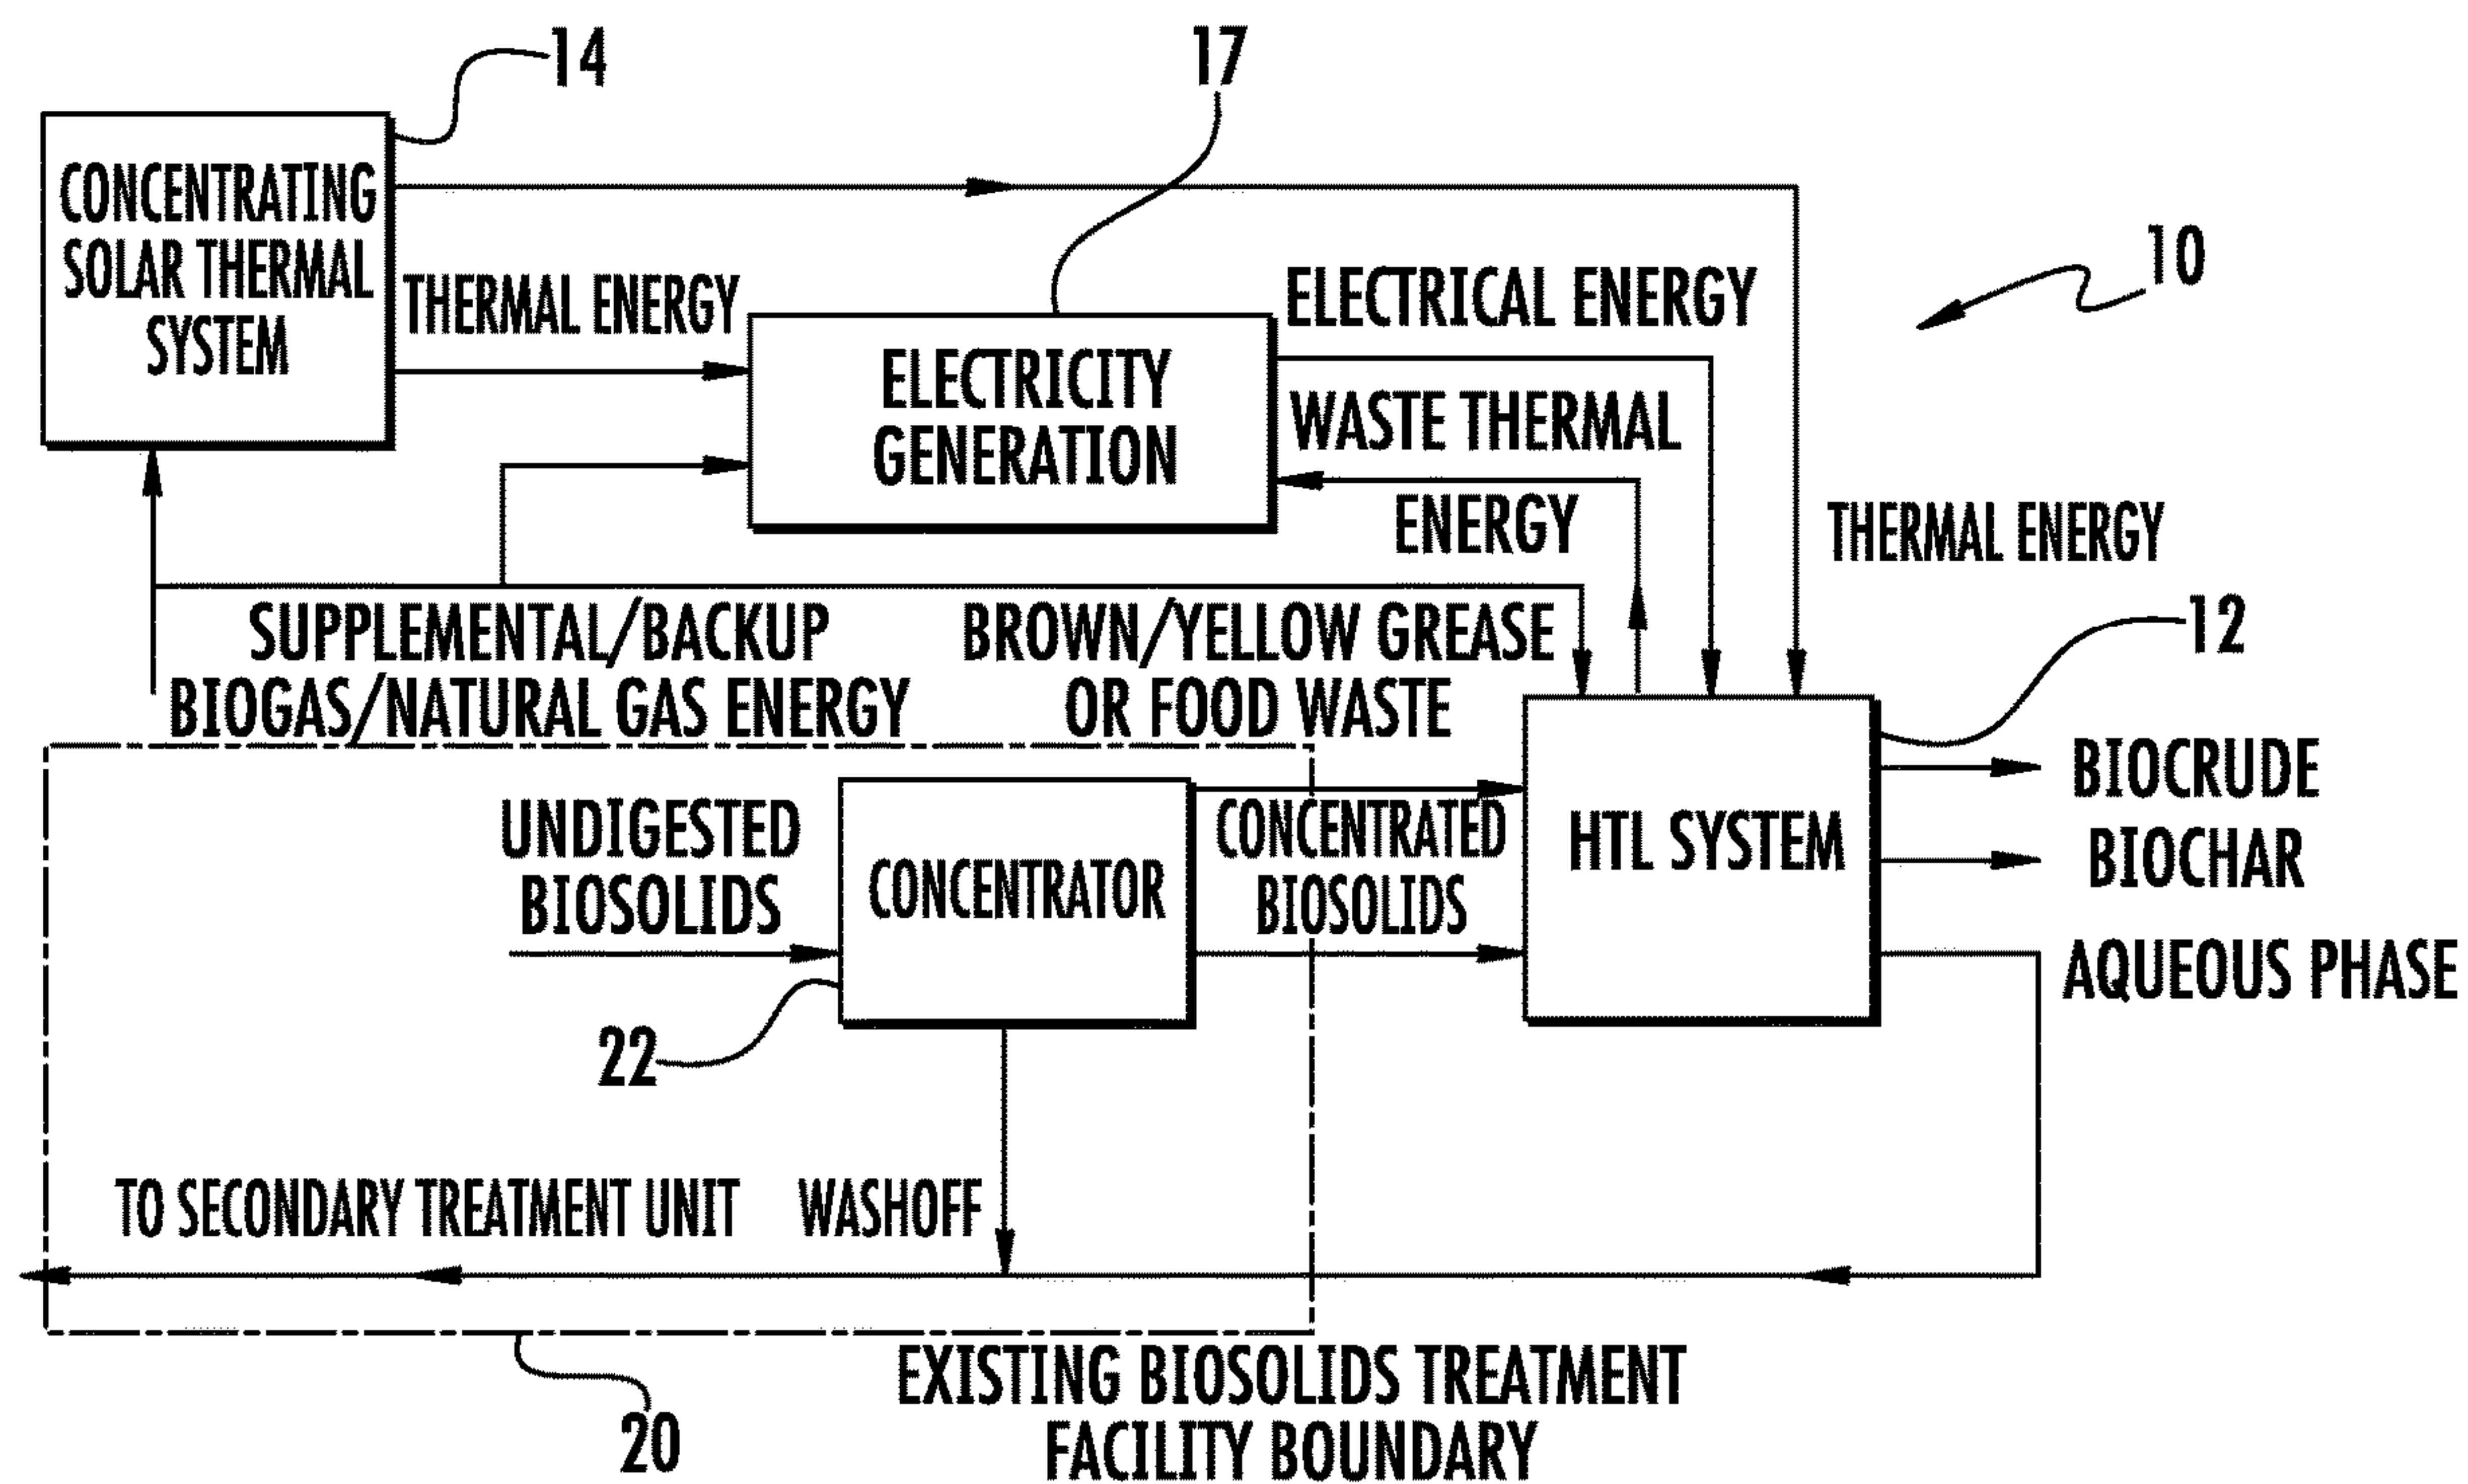 14
17
CONCENTRATING
SOLAR THERMAL
SYSTEM
THERMAL ENERGY
ELECTRICITY
GENERATION
ELECTRICAL ENERGY
WASTE THERMAL
ENERGY
10
THERMAL ENERGY
12
SUPPLEMENTAL/BACKUP
BIOGAS/NATURAL GAS ENERGY
BROWN/YELLOW GREASE
OR FOOD WASTE
UNDIGESTED
BIOSOLIDS
CONCENTRATOR
CONCENTRATED
BIOSOLIDS
HTL SYSTEM
BIOCRUDE
BIOCHAR
AQUEOUS PHASE
22
TO SECONDARY TREATMENT UNIT
WASHOFF
20
EXISTING BIOSOLIDS TREATMENT
FACILITY BOUNDARY